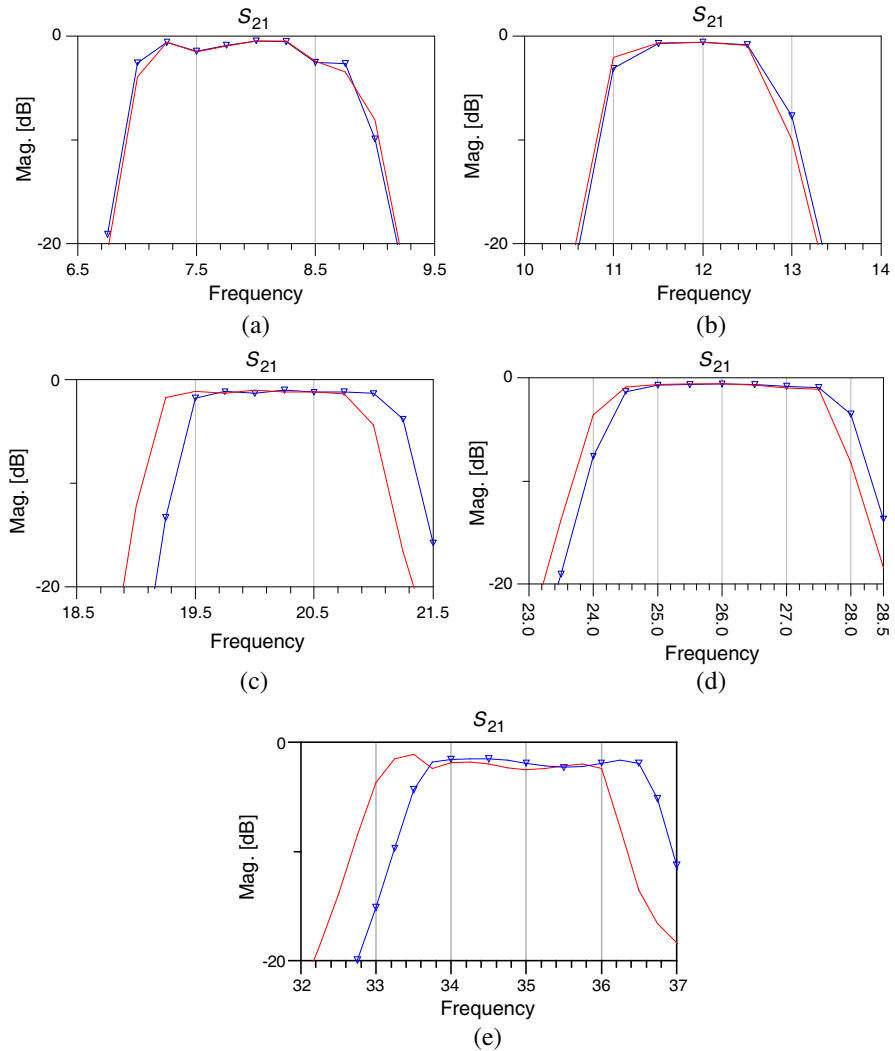 S21
0
Mag. [dB]
-20
6.5 7.5 8.5 9.5
Frequency
(a)
S21
0
Mag. [dB]
-20
10 11 12 13 14
Frequency
(b)
S21
0
Mag. [dB]
-20
18.5 19.5 20.5 21.5
Frequency
(c)
S21
0
Mag. [dB]
-20
23.0 24.0 25.0 26.0 27.0 28.0 28.5
Frequency
(d)
S21
0
Mag. [dB]
-20
32 33 34 35 36 37
Frequency
(e)